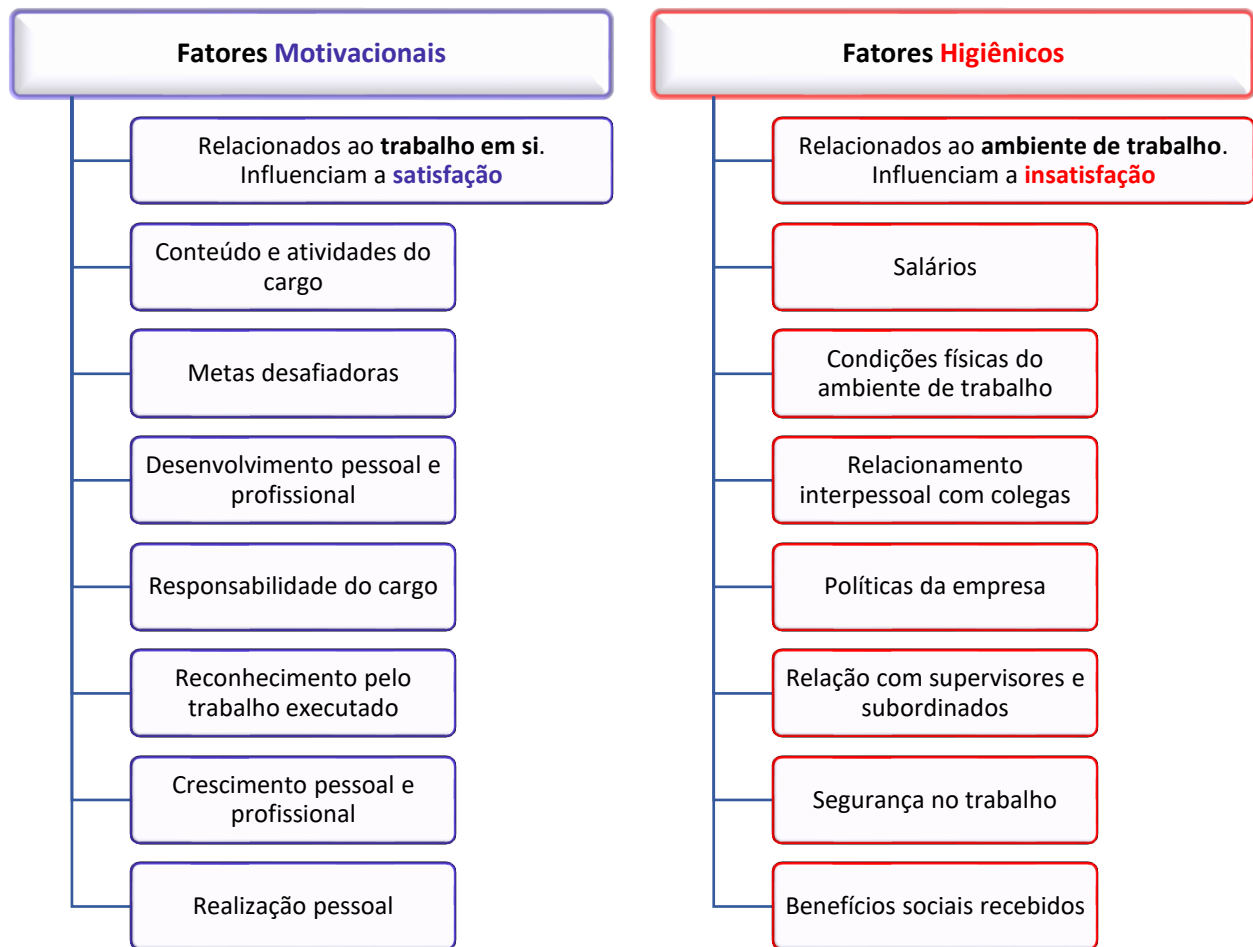 Fatores Motivacionais
Relacionados ao trabalho em si.
Influenciam a satisfação
Conteúdo e atividades do
cargo
Metas desafiadoras
Desenvolvimento pessoal e
profissional
Responsabilidade do cargo
Reconhecimento pelo
trabalho executado
Crescimento pessoal e
profissional
Realização pessoal
Fatores Higiênicos
Relacionados ao ambiente de trabalho.
Influenciam a insatisfação
Salários
Condições físicas do
ambiente de trabalho
Relacionamento
interpessoal com colegas
Políticas da empresa
Relação com supervisores e
subordinados
Segurança no trabalho
Benefícios sociais recebidos